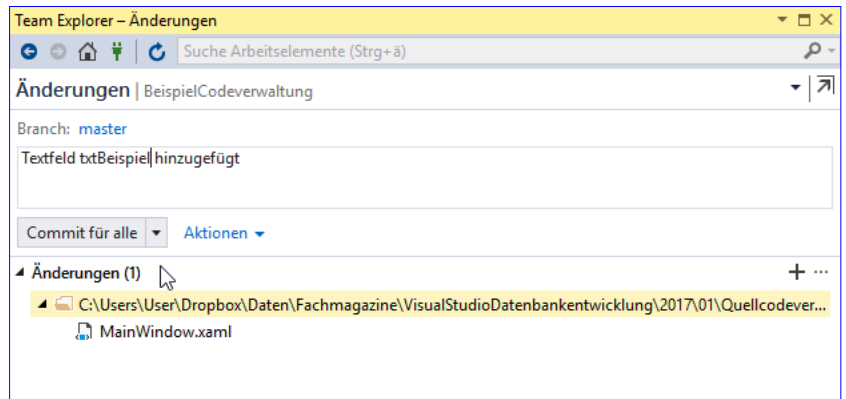 Team Explorer – Änderungen
Suche Arbeitselemente (Strg+ä)
Änderungen | BeispielCodeverwaltung
Branch: master
Textfeld txtBeispiel hinzugefügt
Commit für alle Aktionen
Änderungen (1)
C:\Users\User\Dropbox\Daten\Fachmagazine\VisualStudioDatenbankentwicklung\2017\01\Quellcodever...
MainWindow.xaml